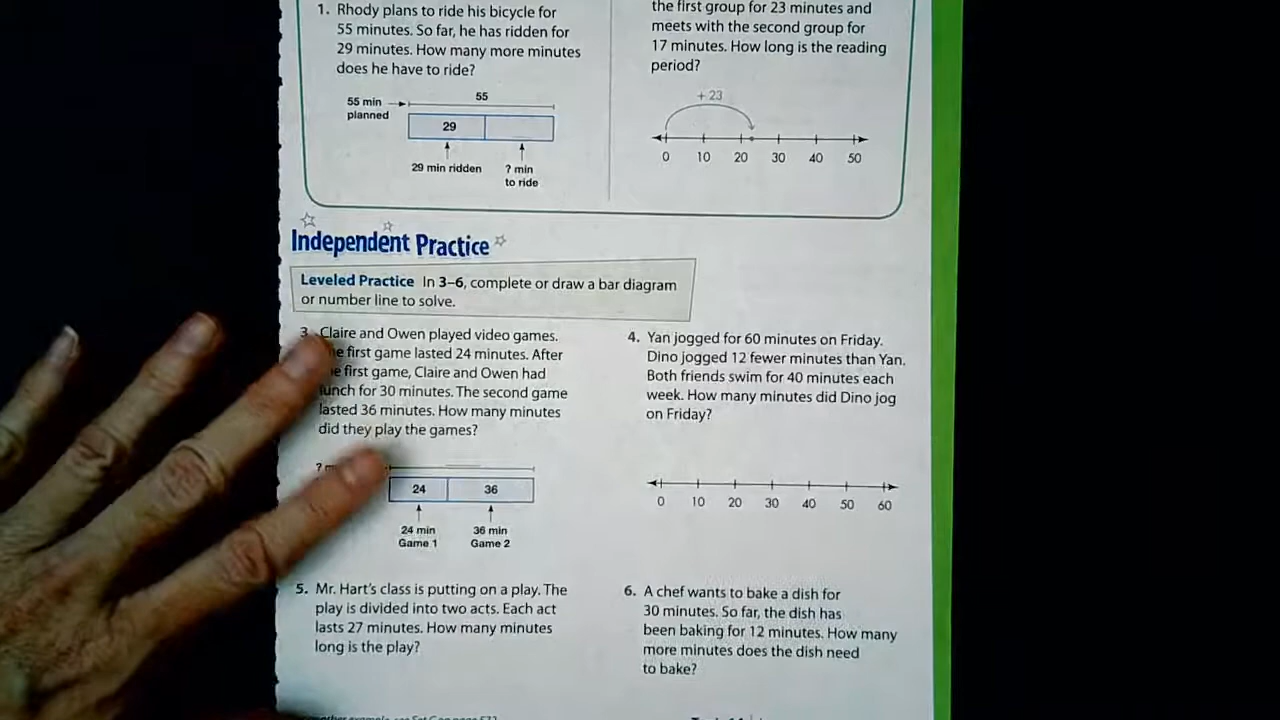 1. Rhody plans to ride his bicycle for
55 minutes. So far, he has ridden for
29 minutes. How many more minutes
does he have to ride?
55 min
planned
55
29
29 min ridden
? min
to ride
the first group for 23 minutes and
meets with the second group for
17 minutes. How long is the reading
period?
+ 23
0 10 20 30 40 50
Independent Practice
Leveled Practice In 3–6, complete or draw a bar diagram
or number line to solve.
3. Claire and Owen played video games.
first game lasted 24 minutes. After
first game, Claire and Owen had
lunch for 30 minutes. The second game
lasted 36 minutes. How many minutes
did they play the games?
?
24 36
24 min
Game 1
36 min
Game 2
4. Yan jogged for 60 minutes on Friday.
Dino jogged 12 fewer minutes than Yan.
Both friends swim for 40 minutes each
week. How many minutes did Dino jog
on Friday?
0 10 20 30 40 50 60
5. Mr. Hart's class is putting on a play. The
play is divided into two acts. Each act
lasts 27 minutes. How many minutes
long is the play?
6. A chef wants to bake a dish for
30 minutes. So far, the dish has
been baking for 12 minutes. How many
more minutes does the dish need
to bake?